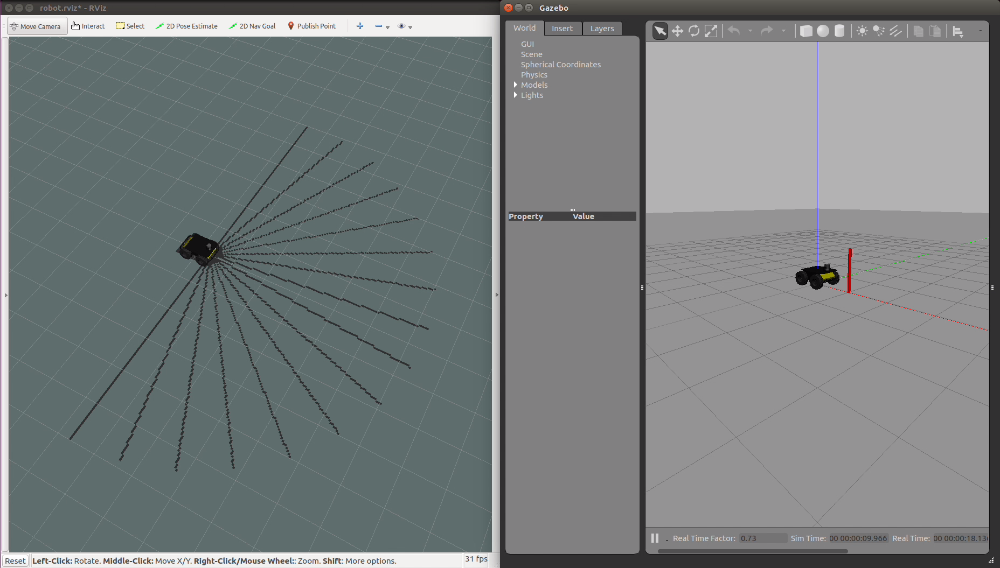 robot.rviz* - RViz
Move Camera Interact Select 2D Pose Estimate 2D Nav Goal Publish Point
Reset
Left-Click: Rotate. Middle-Click: Move X/Y. Right-Click/Mouse Wheel:: Zoom. Shift: More options.
31 fps
Gazebo
World Insert Layers
GUI
Scene
Spherical Coordinates
Physics
Models
Lights
Property Value
Real Time Factor: 0.73 Sim Time: 00 00:00:09.966 Real Time: 00 00:00:18.136